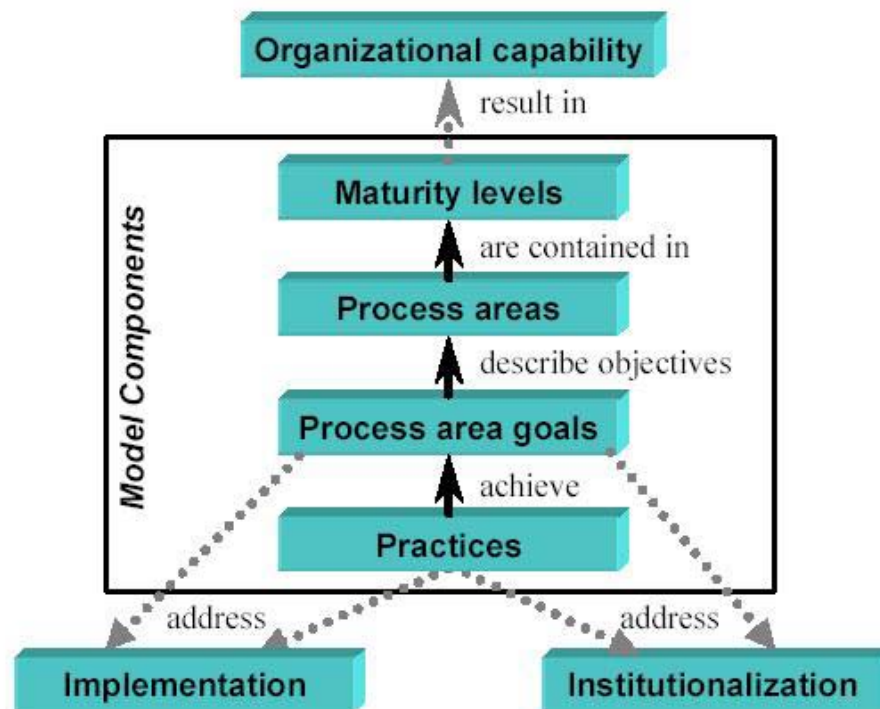 Organizational capability
result in
Maturity levels
are contained in
Process areas
describe objectives
Process area goals
achieve
Practices
Model Components
address
address
Implementation
Institutionalization